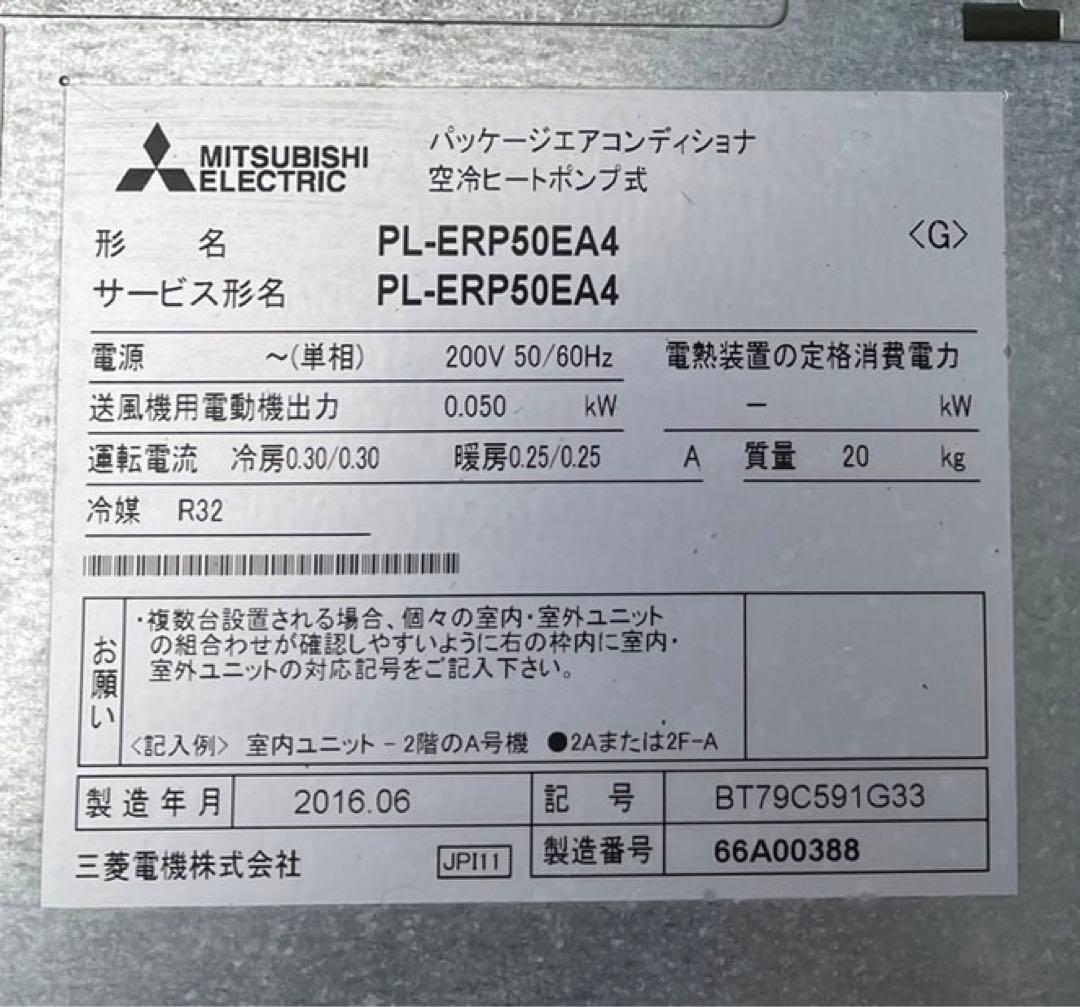 MITSUBISHI
ELECTRIC
パッケージエアコンディショナ
空冷ヒートポンプ式
形 名 PL-ERP50EA4 〈G〉
サービス形名 PL-ERP50EA4
電源 ～(単相) 200V 50/60Hz 電熱装置の定格消費電力
送風機用電動機出力 0.050 kW － kW
運転電流 冷房0.30/0.30 暖房0.25/0.25 A 質量 20 kg
冷媒 R32
お願い
・複数台設置される場合、個々の室内・室外ユニット
の組合わせが確認しやすいように右の枠内に室内・
室外ユニットの対応記号をご記入下さい。
〈記入例〉 室内ユニット－2階のA号機 ●2Aまたは2F-A
製造年月 2016.06 記 号 BT79C591G33
三菱電機株式会社 JPI11 製造番号 66A00388